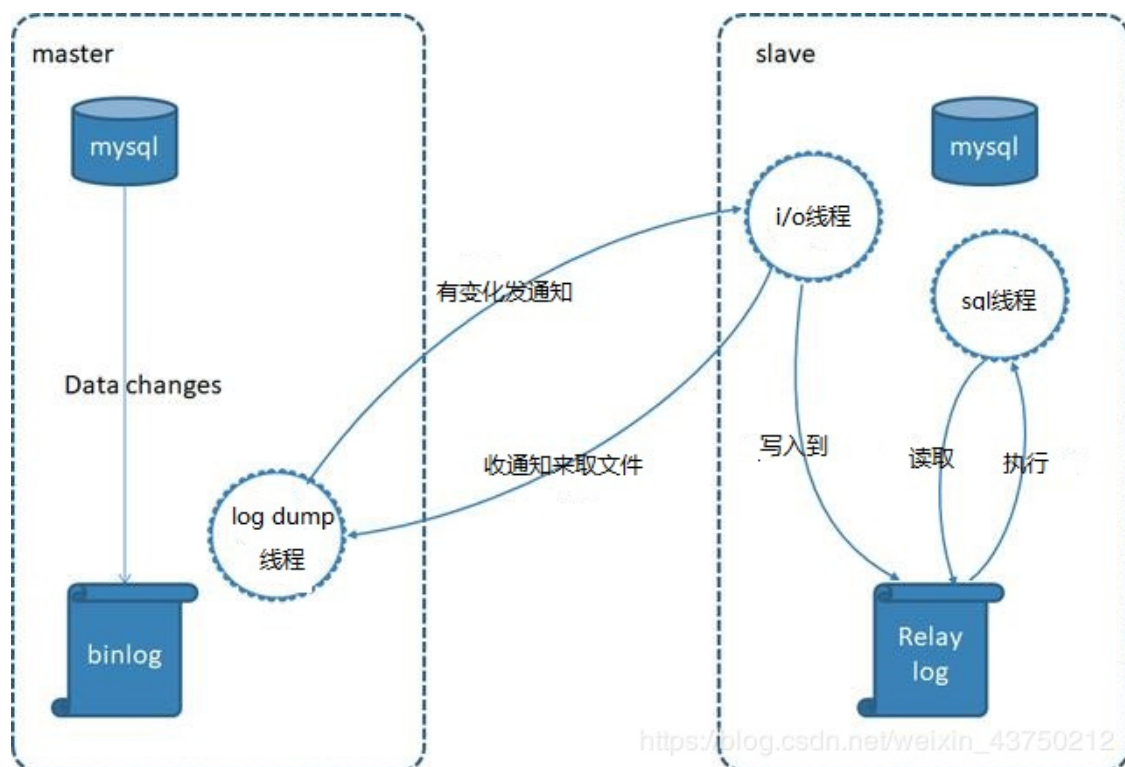 master
slave
mysql
mysql
i/o线程
sql线程
有变化发通知
Data changes
收通知来取文件
写入到
读取
执行
log dump
线程
binlog
Relay
log
https://blog.csdn.net/weixin_43750212